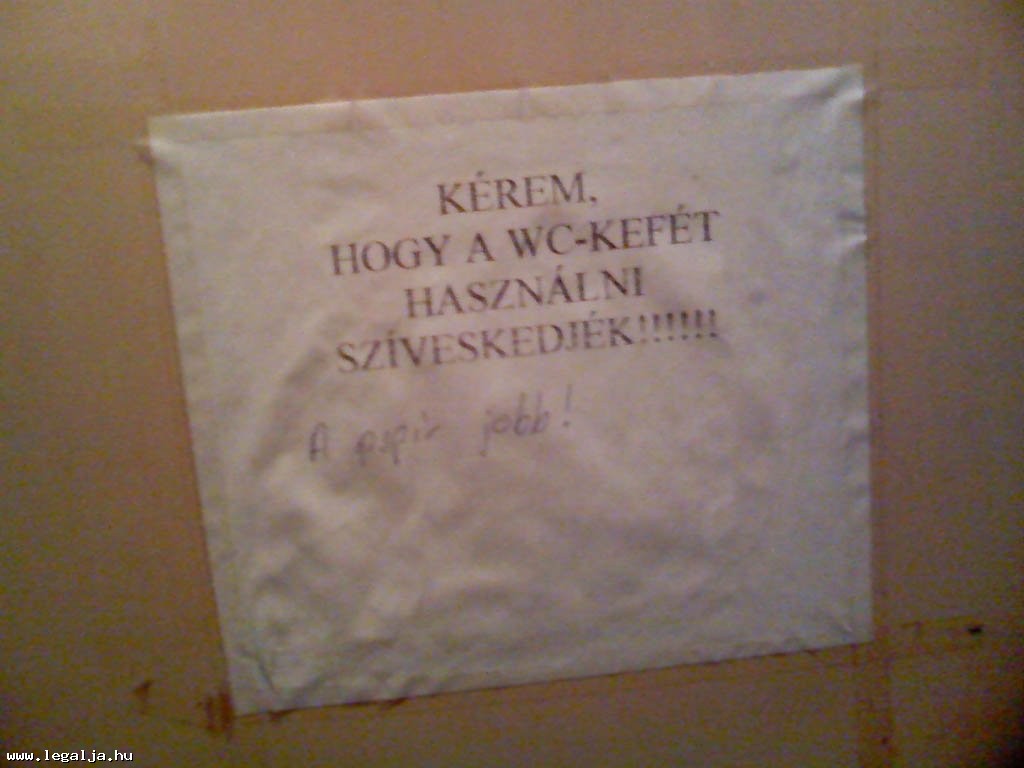 KÉREM,
HOGY A WC-KEFÉT
HASZNÁLNI
SZÍVESKEDJÉK!!!!!!
A papír jobb!
www.legalja.hu